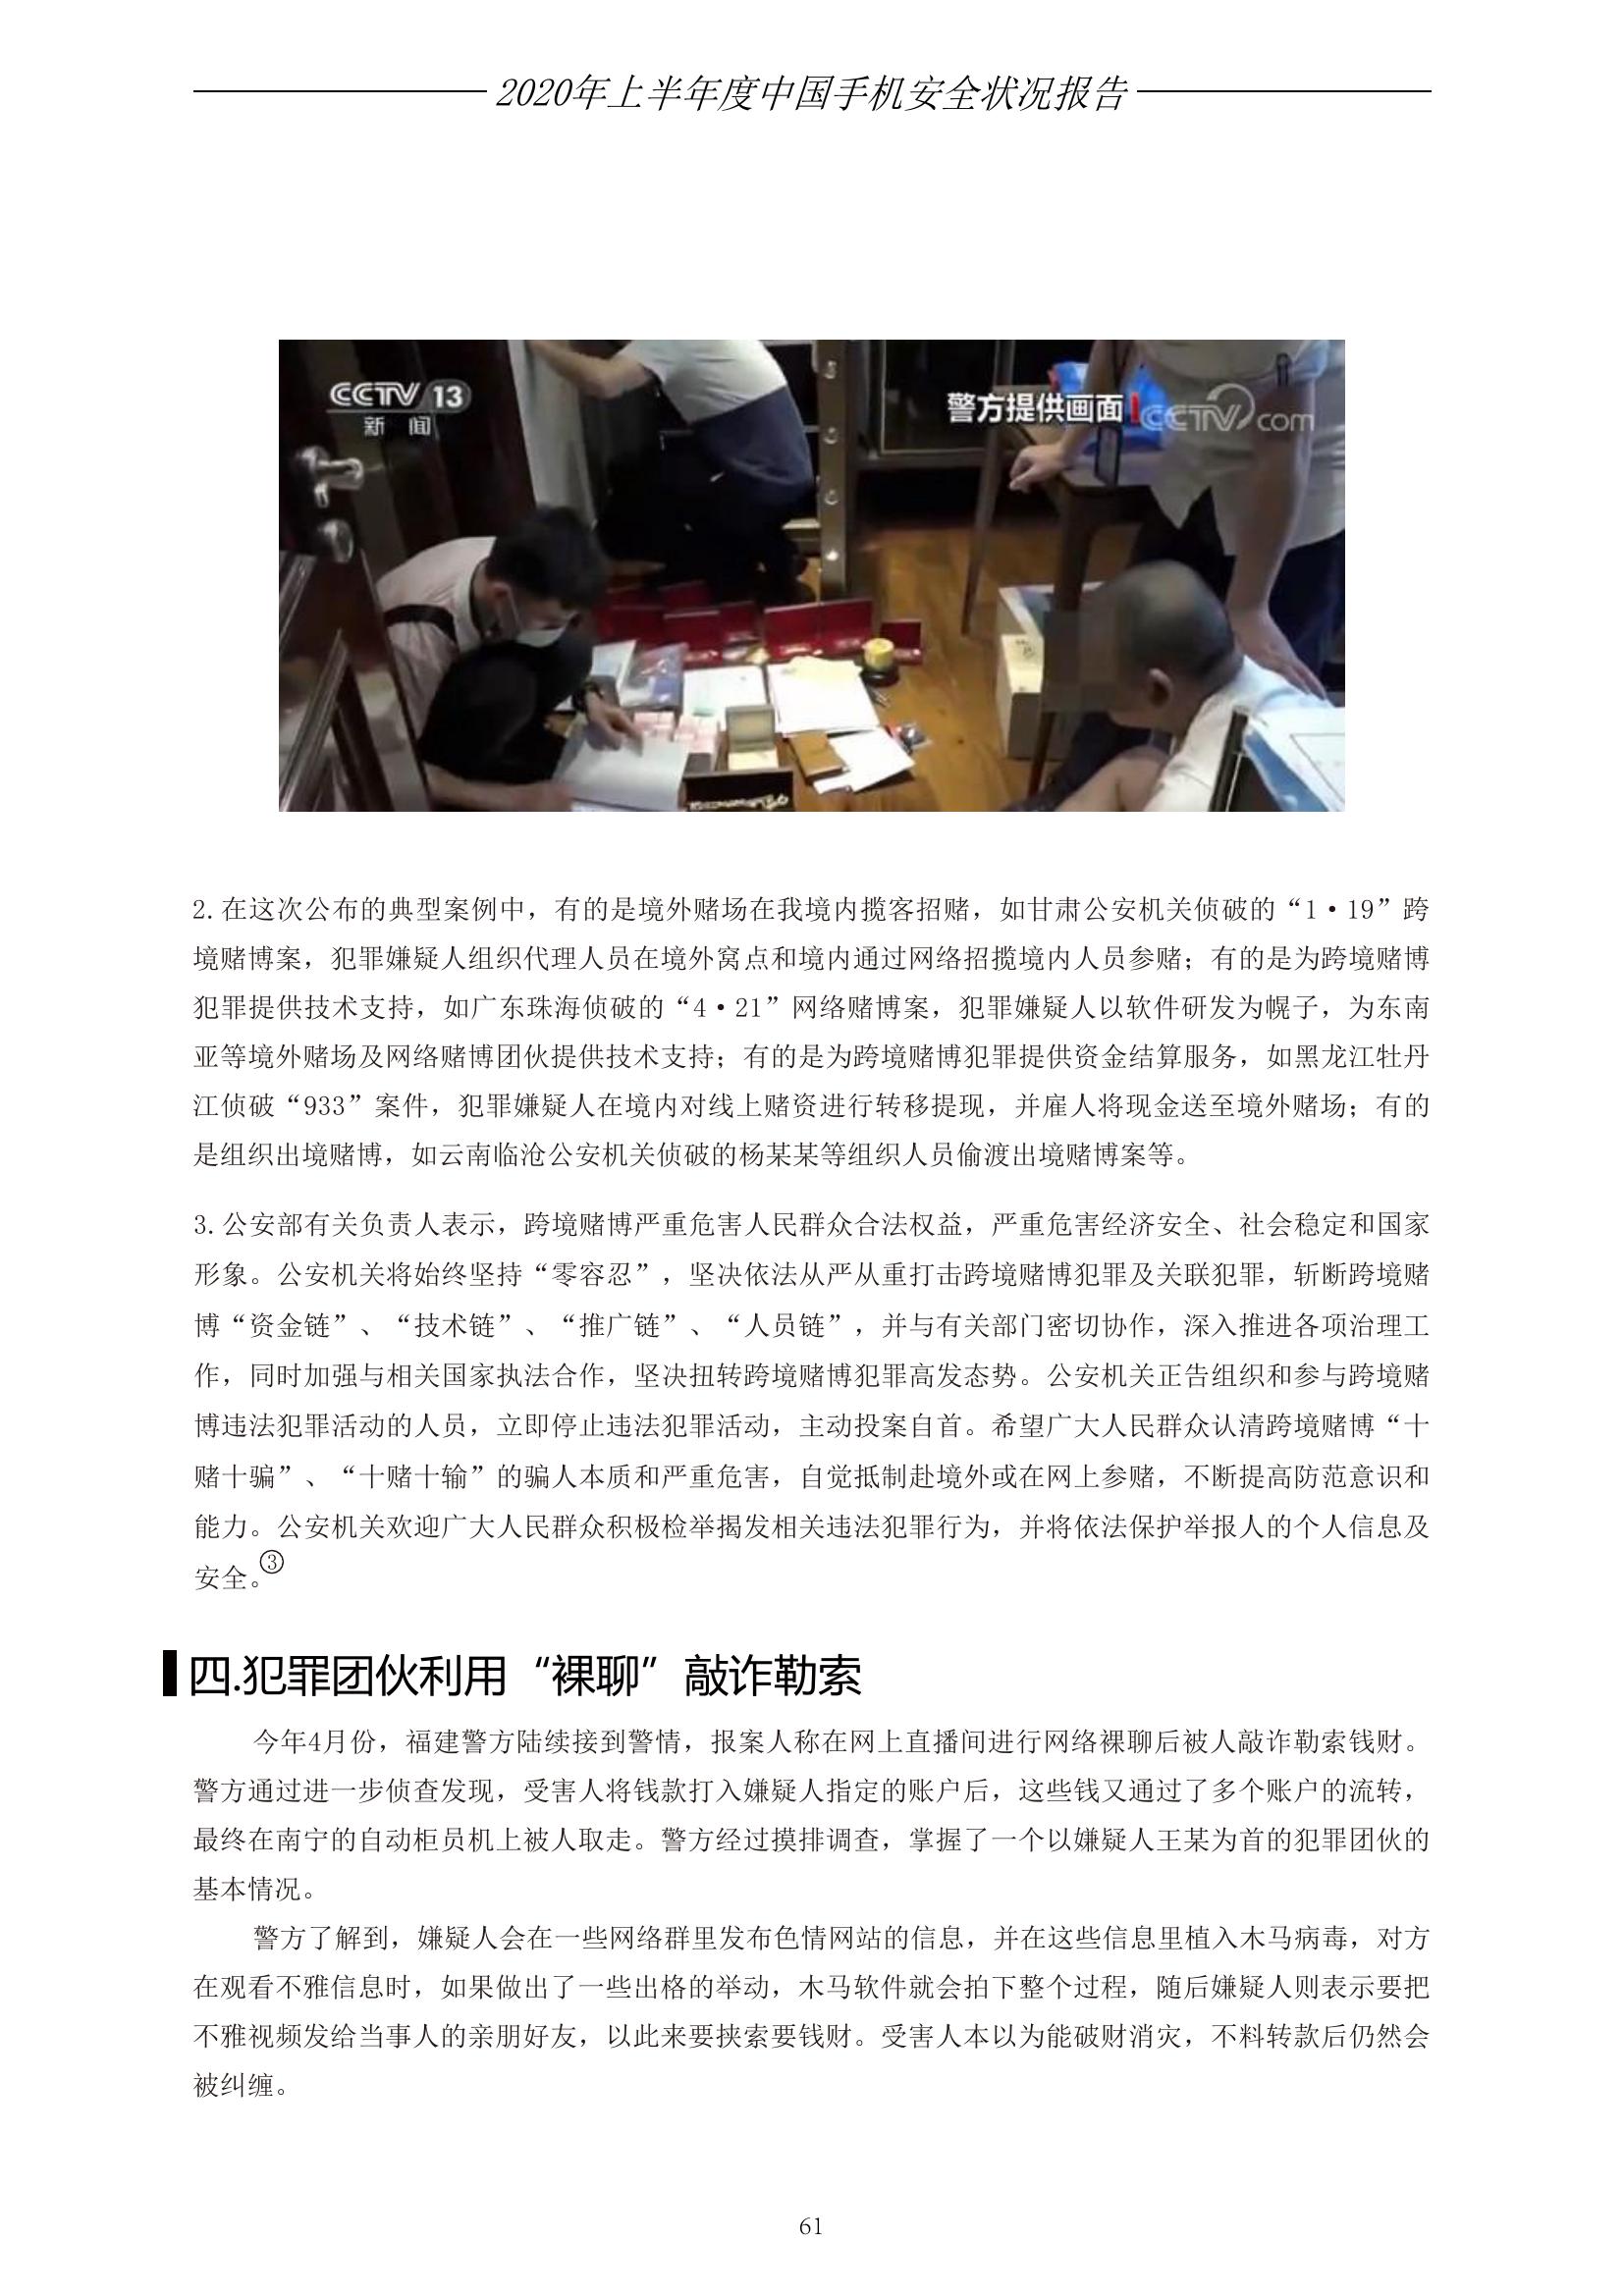 2020年上半年度中国手机安全状况报告
CCTV 13
新闻
警方提供画面
CCTV.com
2.在这次公布的典型案例中，有的是境外赌场在我境内揽客招赌，如甘肃公安机关侦破的“1·19”跨
境赌博案，犯罪嫌疑人组织代理人员在境外窝点和境内通过网络招揽境内人员参赌；有的是为跨境赌博
犯罪提供技术支持，如广东珠海侦破的“4·21”网络赌博案，犯罪嫌疑人以软件研发为幌子，为东南
亚等境外赌场及网络赌博团伙提供技术支持；有的是为跨境赌博犯罪提供资金结算服务，如黑龙江牡丹
江侦破“933”案件，犯罪嫌疑人在境内对线上赌资进行转移提现，并雇人将现金送至境外赌场；有的
是组织出境赌博，如云南临沧公安机关侦破的杨某某等组织人员偷渡出境赌博案等。
3.公安部有关负责人表示，跨境赌博严重危害人民群众合法权益，严重危害经济安全、社会稳定和国家
形象。公安机关将始终坚持“零容忍”，坚决依法从严从重打击跨境赌博犯罪及关联犯罪，斩断跨境赌
博“资金链”、“技术链”、“推广链”、“人员链”，并与有关部门密切协作，深入推进各项治理工
作，同时加强与相关国家执法合作，坚决扭转跨境赌博犯罪高发态势。公安机关正告组织和参与跨境赌
博违法犯罪活动的人员，立即停止违法犯罪活动，主动投案自首。希望广大人民群众认清跨境赌博“十
赌十骗”、“十赌十输”的骗人本质和严重危害，自觉抵制赴境外或在网上参赌，不断提高防范意识和
能力。公安机关欢迎广大人民群众积极检举揭发相关违法犯罪行为，并将依法保护举报人的个人信息及
安全。③
四.犯罪团伙利用“裸聊”敲诈勒索
今年4月份，福建警方陆续接到警情，报案人称在网上直播间进行网络裸聊后被人敲诈勒索钱财。
警方通过进一步侦查发现，受害人将钱款打入嫌疑人指定的账户后，这些钱又通过了多个账户的流转，
最终在南宁的自动柜员机上被人取走。警方经过摸排调查，掌握了一个以嫌疑人王某为首的犯罪团伙的
基本情况。
警方了解到，嫌疑人会在一些网络群里发布色情网站的信息，并在这些信息里植入木马病毒，对方
在观看不雅信息时，如果做出了一些出格的举动，木马软件就会拍下整个过程，随后嫌疑人则表示要把
不雅视频发给当事人的亲朋好友，以此来要挟索要钱财。受害人本以为能破财消灾，不料转款后仍然会
被纠缠。
61